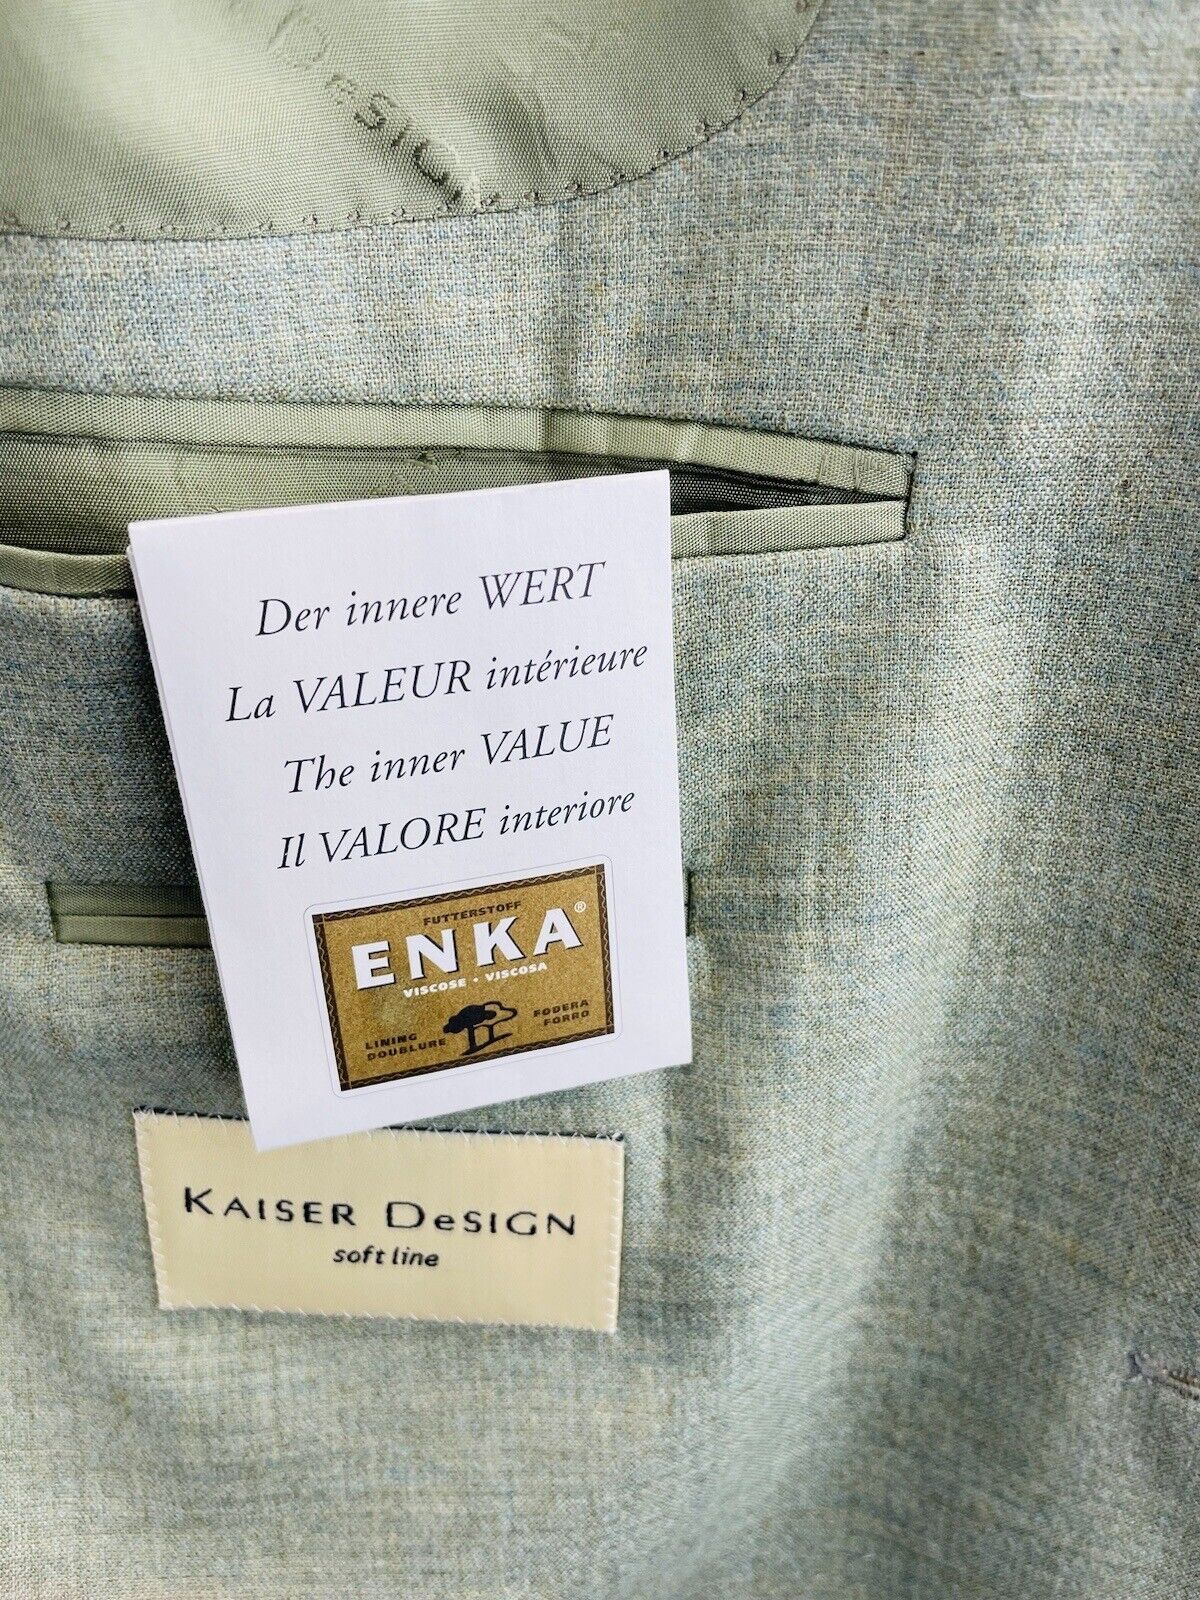 DeSIGN
Der innere WERT
La VALEUR intérieure
The inner VALUE
Il VALORE interiore
FUTTERSTOFF
ENKA®
VISCOSE • VISCOSA
LINING
DOUBLURE
FODERA
FORRO
KAISER DeSIGN
soft line